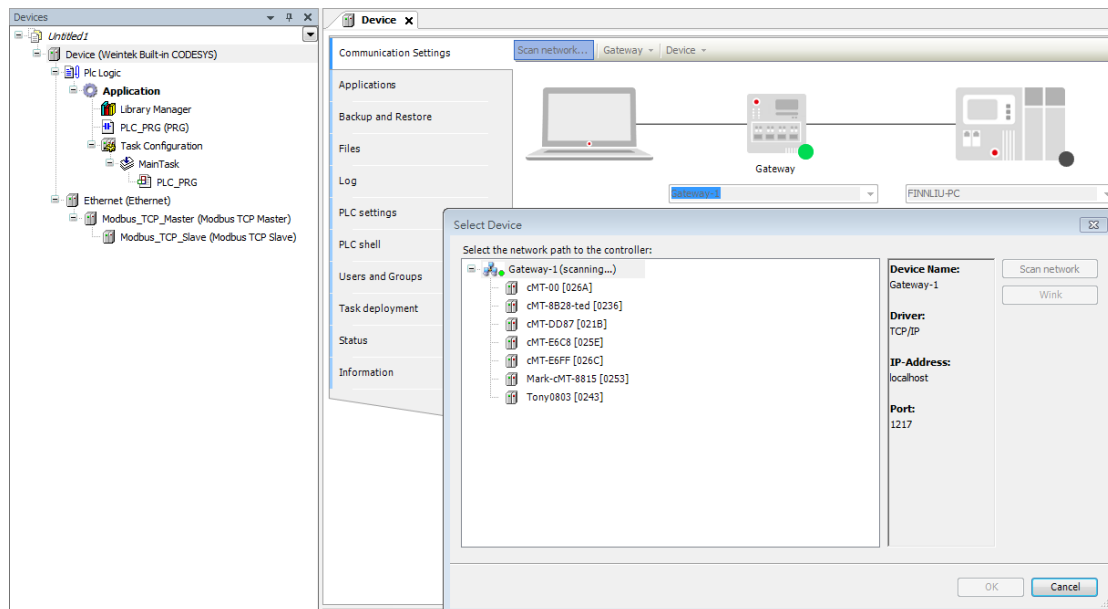 Devices
Untitled1
Device (Weintek Built-in CODESYS)
Plc Logic
Application
Library Manager
PLC_PRG (PRG)
Task Configuration
MainTask
PLC_PRG
Ethernet (Ethernet)
Modbus_TCP_Master (Modbus TCP Master)
Modbus_TCP_Slave (Modbus TCP Slave)
Device
Communication Settings
Applications
Backup and Restore
Files
Log
PLC settings
PLC shell
Users and Groups
Task deployment
Status
Information
Scan network... Gateway Device
Gateway
Gateway-1
FINNLIU-PC
Select Device
Select the network path to the controller:
Gateway-1 (scanning...)
cMT-00 [026A]
cMT-8B28-ted [0236]
cMT-DD87 [021B]
cMT-E6C8 [025E]
cMT-E6FF [026C]
Mark-cMT-8815 [0253]
Tony0803 [0243]
Device Name:
Gateway-1
Driver:
TCP/IP
IP-Address:
localhost
Port:
1217
Scan network
Wink
OK
Cancel